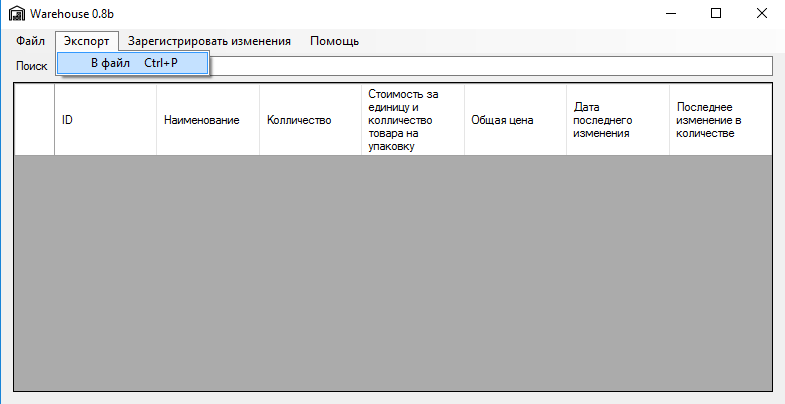 Warehouse 0.8b
Файл Экспорт Зарегистрировать изменения Помощь
В файл Ctrl+P
Поиск
ID
Наименование
Колличество
Стоимость за
единицу и
колличество
товара на
упаковку
Общая цена
Дата
последнего
изменения
Последнее
изменение в
количестве